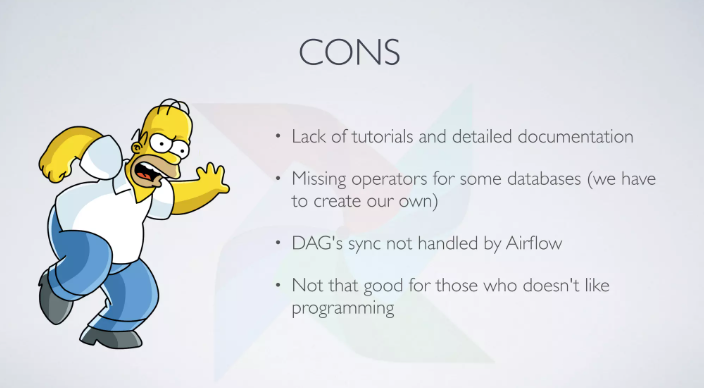 CONS
• Lack of tutorials and detailed documentation
• Missing operators for some databases (we have
to create our own)
• DAG's sync not handled by Airflow
• Not that good for those who doesn't like
programming